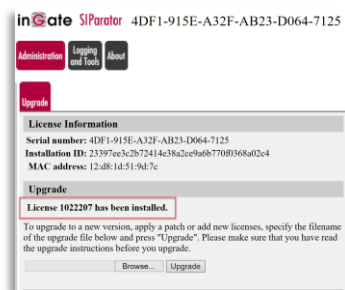 inGate SIParator 4DF1-915E-A32F-AB23-D064-7125
Administration
Logging and Tools
About
Upgrade
License Information
Serial number: 4DF1-915E-A32F-AB23-D064-7125
Installation ID: 23397ee3c2b72414e38a2ce9a6b770f0368a02e4
MAC address: 12:d8:1d:51:9d:7c
Upgrade
License 1022207 has been installed.
To upgrade to a new version, apply a patch or add new licenses, specify the filename
of the upgrade file below and press "Upgrade". Please make sure that you have read
the upgrade instructions before you upgrade.
Browse... Upgrade